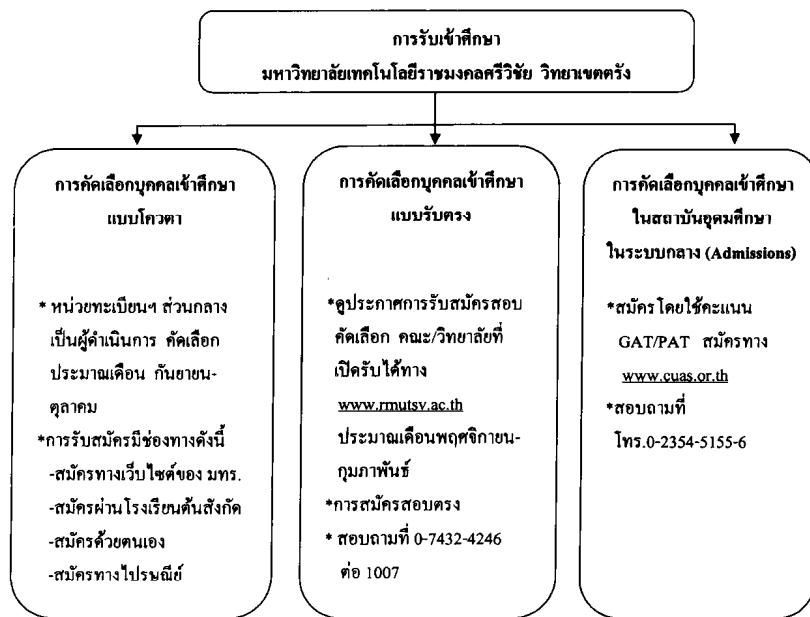 การรับเข้าศึกษา
มหาวิทยาลัยเทคโนโลยีราชมงคลศรีวิชัย วิทยาเขตตรัง
การคัดเลือกบุคคลเข้าศึกษา
แบบโควตา
* หน่วยทะเบียนฯ ส่วนกลาง
เป็นผู้ดำเนินการ คัดเลือก
ประมาณเดือน กันยายน-
ตุลาคม
*การรับสมัครมีช่องทางดังนี้
-สมัครทางเว็บไซต์ของ มทร.
-สมัครผ่านโรงเรียนต้นสังกัด
-สมัครด้วยตนเอง
-สมัครทางไปรษณีย์
การคัดเลือกบุคคลเข้าศึกษา
แบบรับตรง
*ดูประกาศการรับสมัครสอบ
คัดเลือก คณะ/วิทยาลัยที่
เปิดรับได้ทาง
www.rmutsv.ac.th
ประมาณเดือนพฤศจิกายน-
กุมภาพันธ์
*การสมัครสอบตรง
* สอบถามที่ 0-7432-4246
ต่อ 1007
การคัดเลือกบุคคลเข้าศึกษา
ในสถาบันอุดมศึกษา
ในระบบกลาง (Admissions)
*สมัครโดยใช้คะแนน
GAT/PAT สมัครทาง
www.cuas.or.th
*สอบถามที่
โทร.0-2354-5155-6